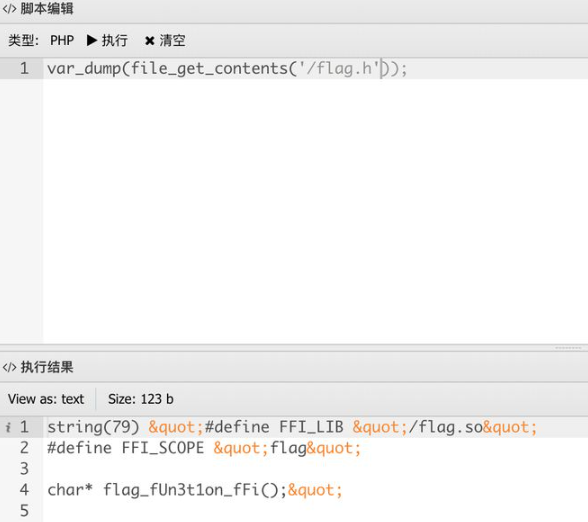 </> 脚本编辑
类型: PHP ▶ 执行 ✖ 清空
1 var_dump(file_get_contents('/flag.h'));
</> 执行结果
View as: text Size: 123 b
i 1 string(79) &quot;#define FFI_LIB &quot;/flag.so&quot;
2 #define FFI_SCOPE &quot;flag&quot;
3
4 char* flag_fUn3t1on_fFi();&quot;
5